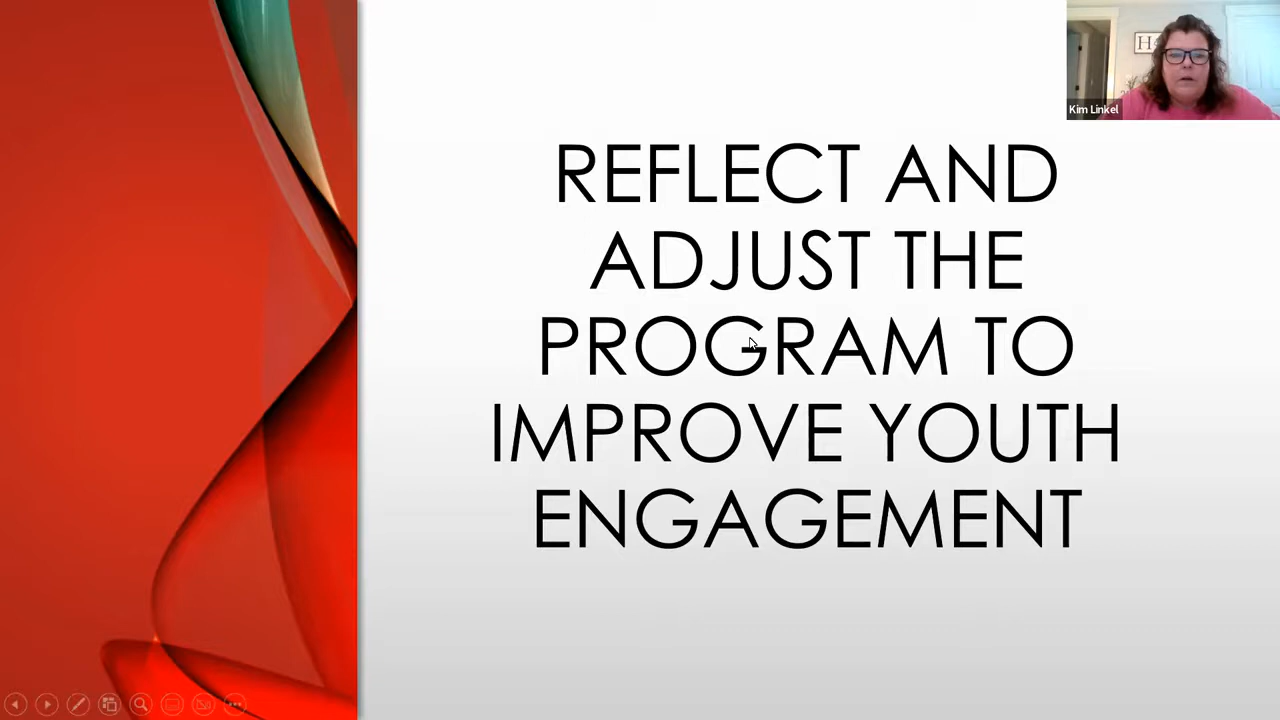 REFLECT AND
ADJUST THE
PROGRAM TO
IMPROVE YOUTH
ENGAGEMENT
Kim Linkel